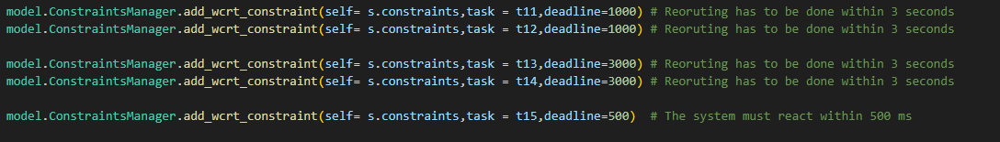 model.ConstraintsManager.add_wcrt_constraint(self= s.constraints,task = t11,deadline=1000) # Reoruting has to be done within 3 seconds
model.ConstraintsManager.add_wcrt_constraint(self= s.constraints,task = t12,deadline=1000) # Reoruting has to be done within 3 seconds
model.ConstraintsManager.add_wcrt_constraint(self= s.constraints,task = t13,deadline=3000) # Reoruting has to be done within 3 seconds
model.ConstraintsManager.add_wcrt_constraint(self= s.constraints,task = t14,deadline=3000) # Reoruting has to be done within 3 seconds
model.ConstraintsManager.add_wcrt_constraint(self= s.constraints,task = t15,deadline=500)  # The system must react within 500 ms